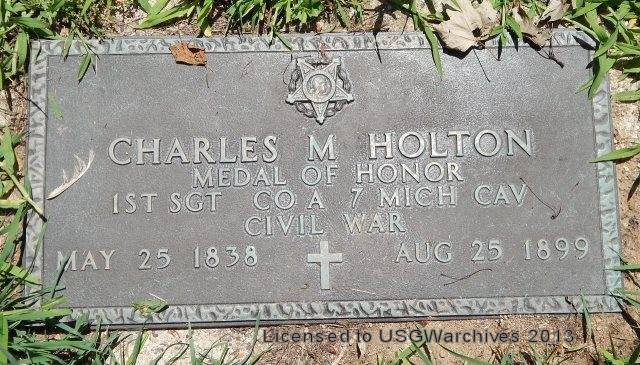 CHARLES M HOLTON
MEDAL OF HONOR
1ST SGT CO A 7 MICH CAV
CIVIL WAR
MAY 25 1838 AUG 25 1899
Licensed to USGWarchives 2013